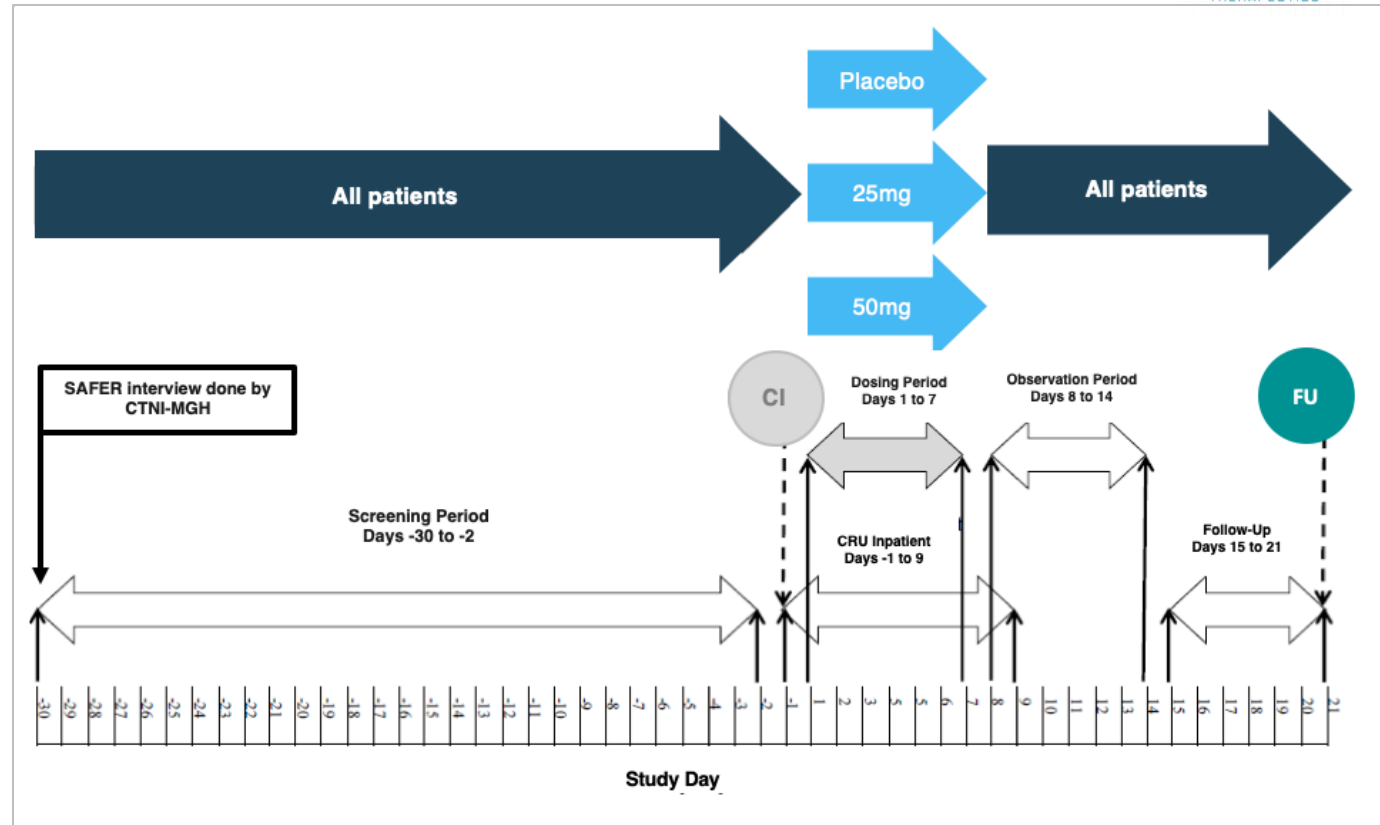 Placebo
All patients
25mg
All patients
50mg
SAFER interview done by
CTNI-MGH
CI
Dosing Period
Days 1 to 7
Observation Period
Days 8 to 14
FU
Screening Period
Days -30 to -2
CRU Inpatient
Days -1 to 9
Follow-Up
Days 15 to 21
-30 -29 -28 -27 -26 -25 -24 -23 -22 -21 -20 -19 -18 -17 -16 -15 -14 -13 -12 -11 -10 -9 -8 -7 -6 -5 -4 -3 -2 -1 1 2 3 5 5 6 7 8 9 10 11 12 13 14 15 16 17 18 19 20 21
Study Day